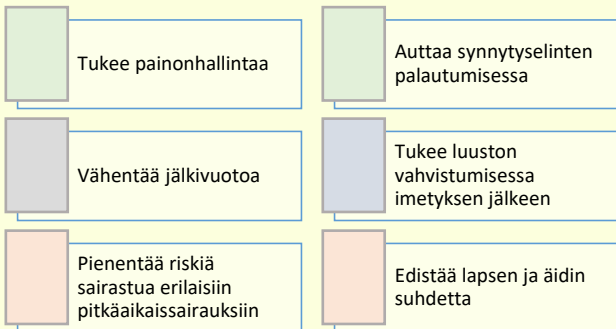 Tukee painonhallintaa
Auttaa synnytyselinten
palautumisessa
Vähentää jälkivuotoa
Tukee luuston
vahvistumisessa
imetyksen jälkeen
Pienentää riskiä
sairastua erilaisiin
pitkäaikaissairauksiin
Edistää lapsen ja äidin
suhdetta